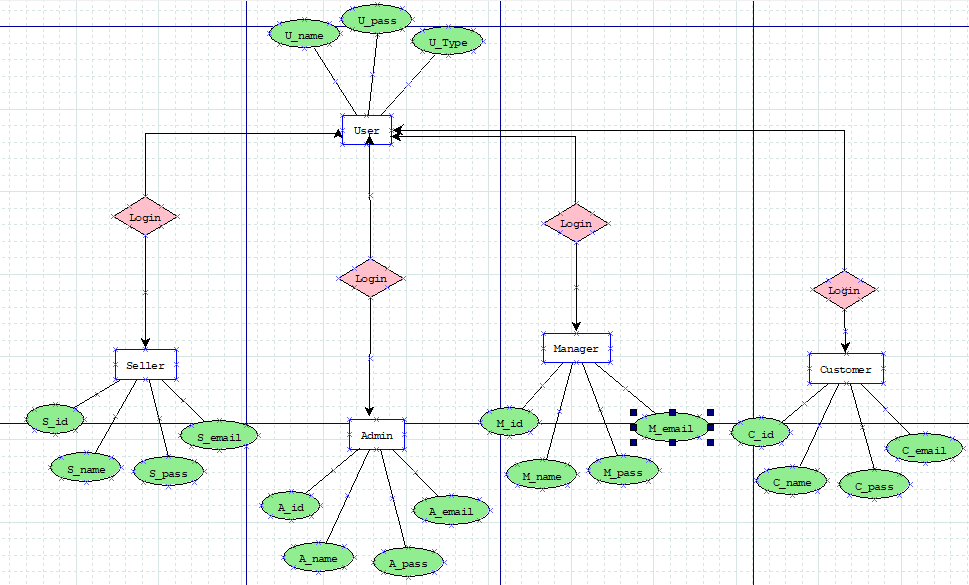 U_name
U_pass
U_Type
User
Login
Login
Login
Login
Seller
Manager
Customer
Admin
S_id
S_name
S_pass
S_email
A_id
A_name
A_pass
A_email
M_id
M_name
M_pass
M_email
C_id
C_name
C_pass
C_email